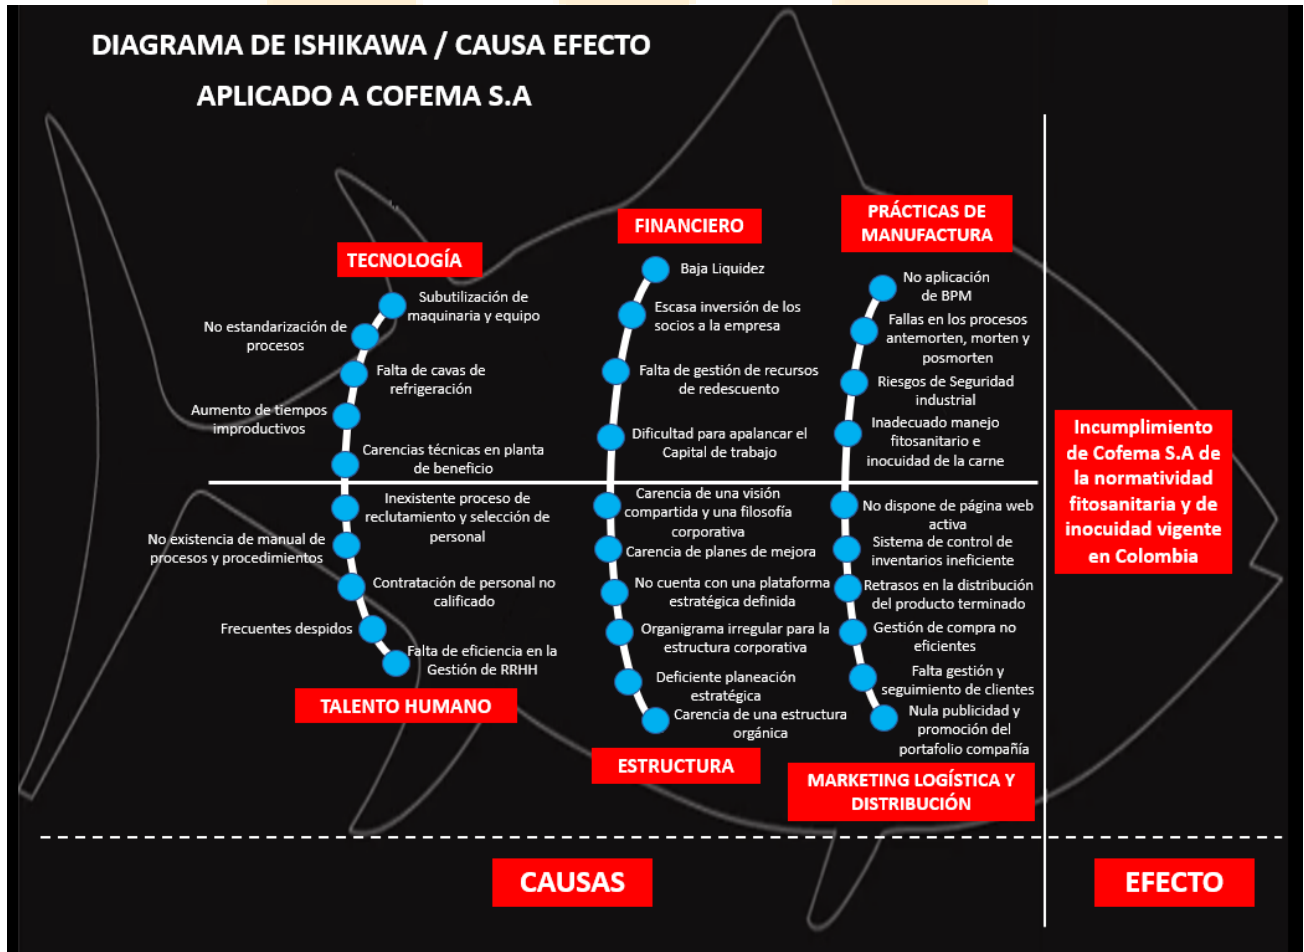 DIAGRAMA DE ISHIKAWA / CAUSA EFECTO
APLICADO A COFEMA S.A
TECNOLOGÍA
Subutilización de
maquinaria y equipo
No estandarización de
procesos
Falta de cavas de
refrigeración
Aumento de tiempos
improductivos
Carencias técnicas en planta
de beneficio
FINANCIERO
Baja Liquidez
Escasa inversión de los
socios a la empresa
Falta de gestión de recursos
de redescuento
Dificultad para apalancar el
Capital de trabajo
PRÁCTICAS DE
MANUFACTURA
No aplicación
de BPM
Fallas en los procesos
antemorten, morten y
posmorten
Riesgos de Seguridad
industrial
Inadecuado manejo
fitosanitario e
inocuidad de la carne
Inexistente proceso de
reclutamiento y selección de
personal
No existencia de manual de
procesos y procedimientos
Contratación de personal no
calificado
Frecuentes despidos
Falta de eficiencia en la
Gestión de RRHH
TALENTO HUMANO
Carencia de una visión
compartida y una filosofía
corporativa
Carencia de planes de mejora
No cuenta con una plataforma
estratégica definida
Organigrama irregular para la
estructura corporativa
Deficiente planeación
estratégica
Carencia de una estructura
orgánica
ESTRUCTURA
No dispone de página web
activa
Sistema de control de
inventarios ineficiente
Retrasos en la distribución
del producto terminado
Gestión de compra no
eficientes
Falta gestión y
seguimiento de clientes
Nula publicidad y
promoción del
portafolio compañía
MARKETING LOGÍSTICA Y
DISTRIBUCIÓN
Incumplimiento
de Cofema S.A de
la normatividad
fitosanitaria y de
inocuidad vigente
en Colombia
CAUSAS
EFECTO